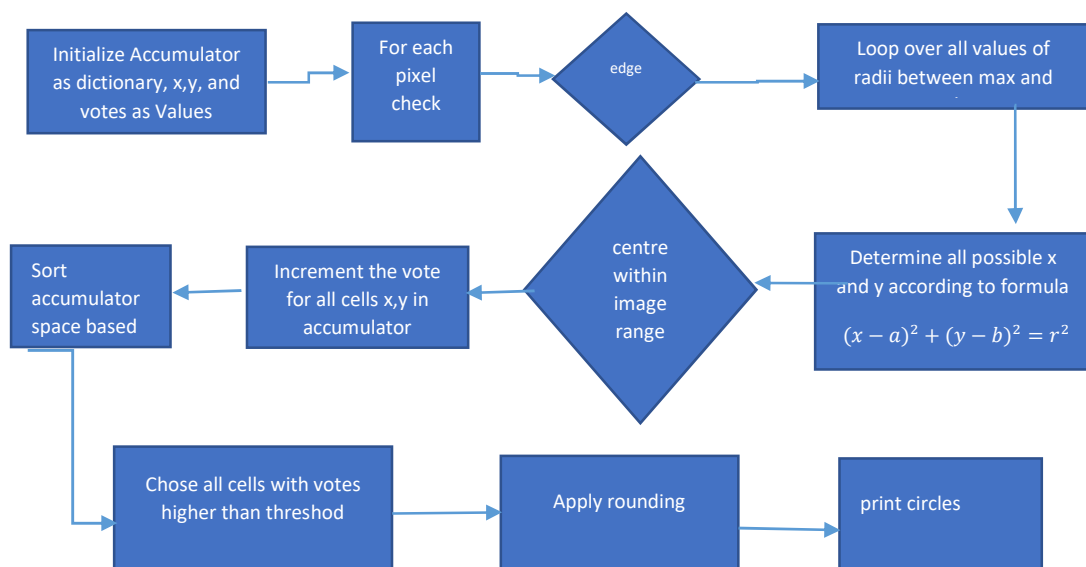 Initialize Accumulator
as dictionary, x,y, and
votes as Values
For each
pixel
check
edge
Loop over all values of
radii between max and
Determine all possible x
and y according to formula
(x − a)² + (y − b)² = r²
centre
within
image
range
Increment the vote
for all cells x,y in
accumulator
Sort
accumulator
space based
Chose all cells with votes
higher than threshod
Apply rounding
print circles